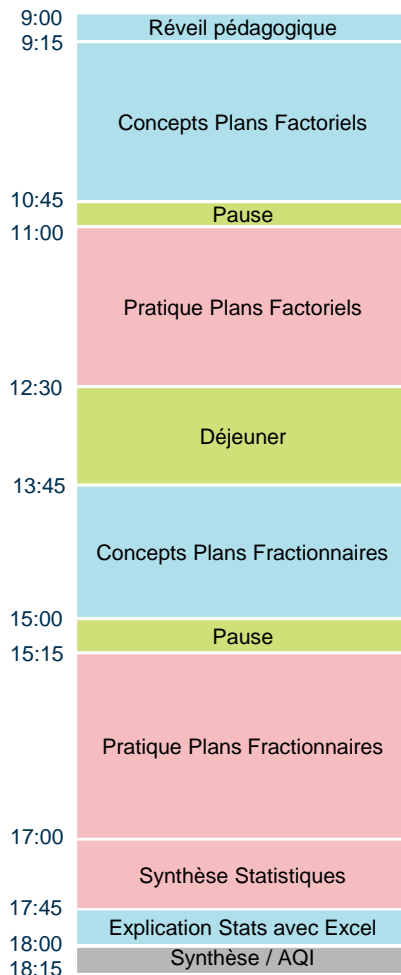 9:00
Réveil pédagogique
9:15
Concepts Plans Factoriels
10:45
Pause
11:00
Pratique Plans Factoriels
12:30
Déjeuner
13:45
Concepts Plans Fractionnaires
15:00
Pause
15:15
Pratique Plans Fractionnaires
17:00
Synthèse Statistiques
17:45
Explication Stats avec Excel
18:00
Synthèse / AQI
18:15